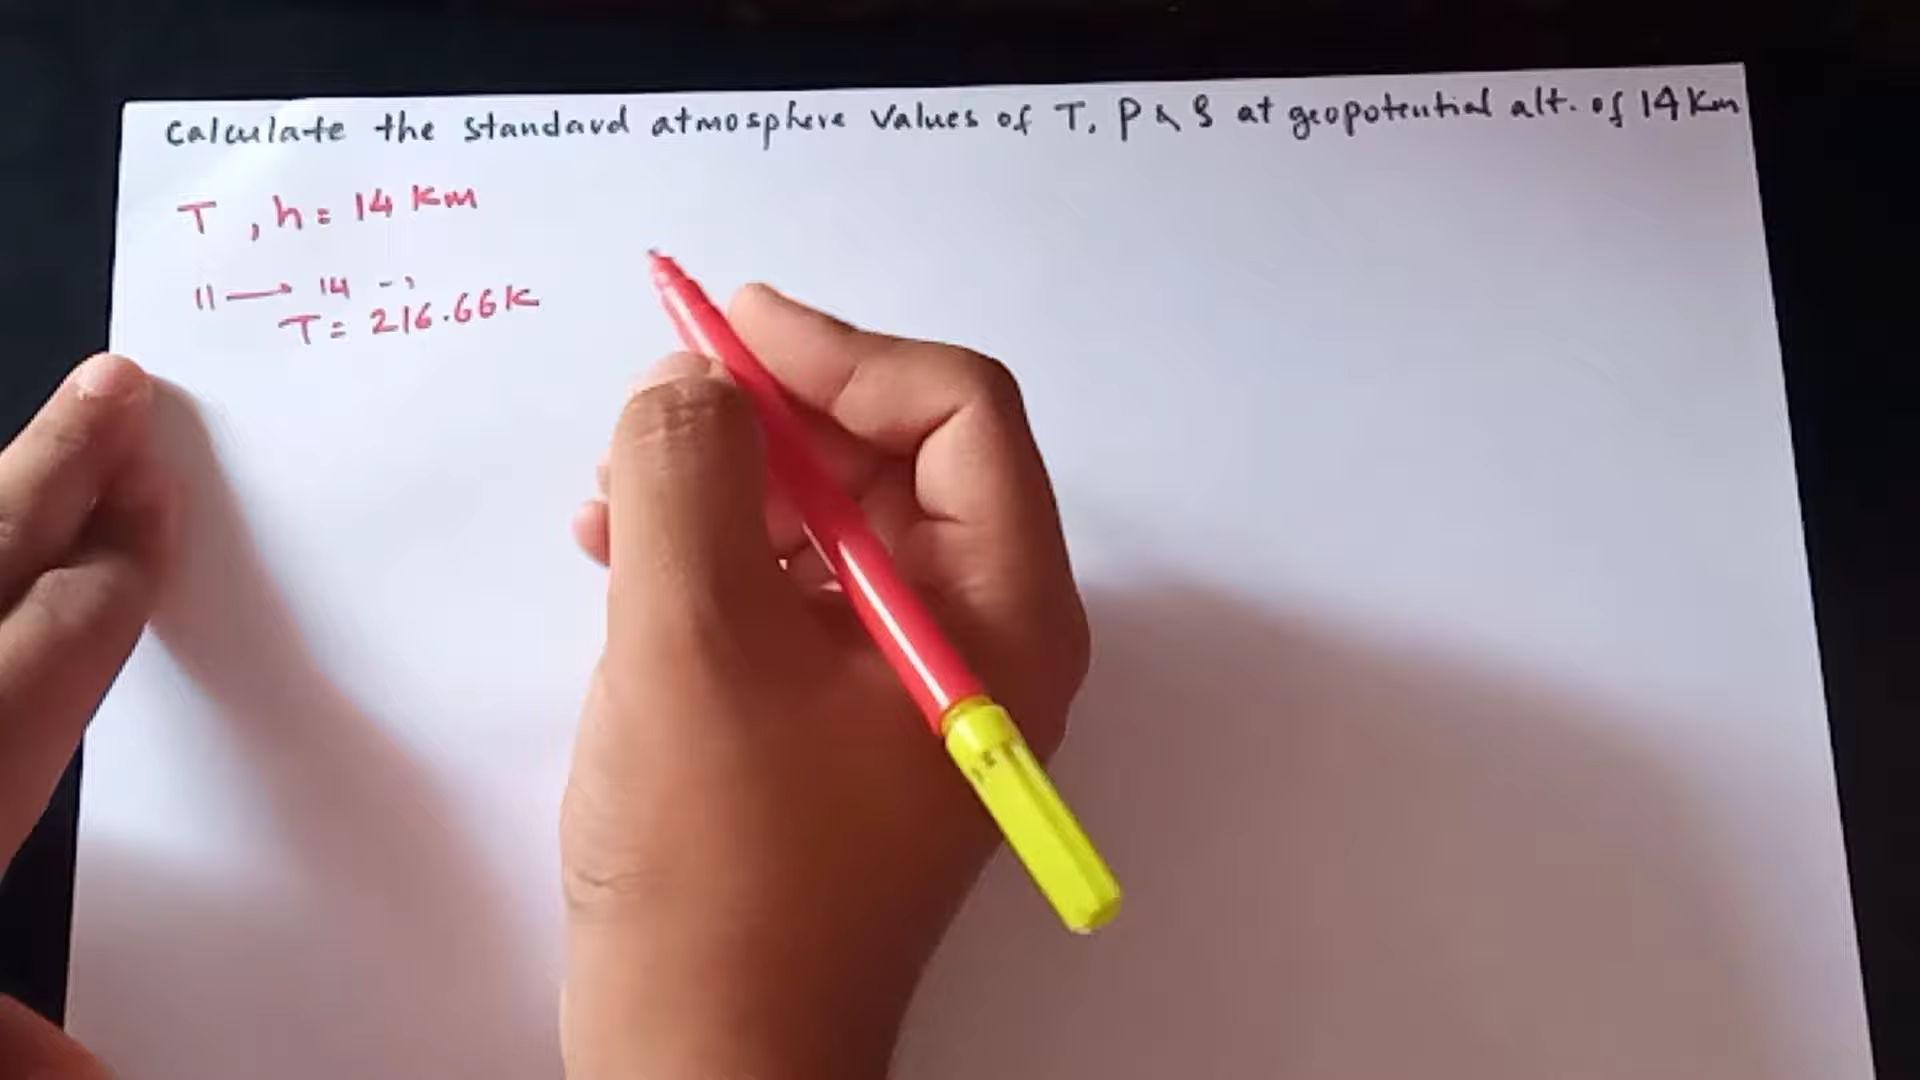 Calculate the standard atmosphere values of T, P & ρ at geopotential alt. of 14 Km
T , h = 14 Km
11 → 14 - ,
T = 216.66K